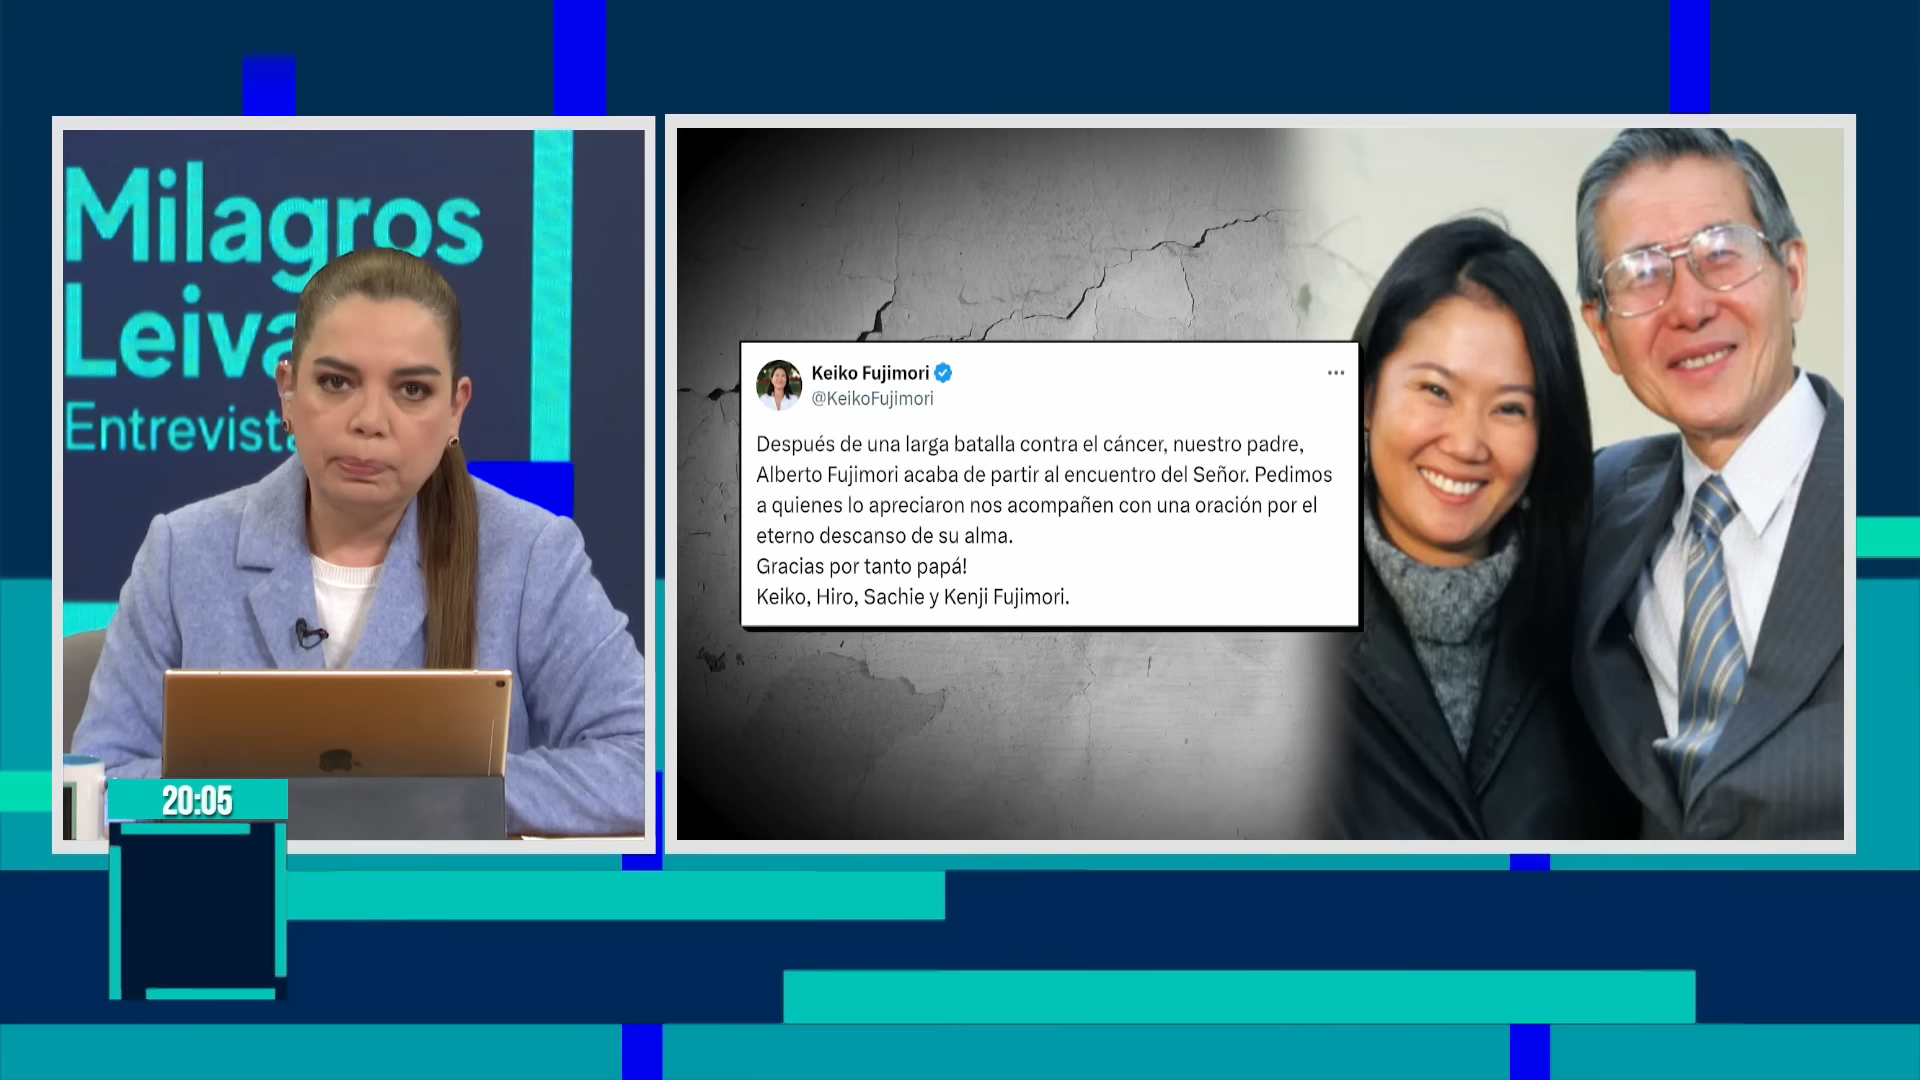 Milagros
Leiva
Entrevista
Keiko Fujimori
@KeikoFujimori
Después de una larga batalla contra el cáncer, nuestro padre,
Alberto Fujimori acaba de partir al encuentro del Señor. Pedimos
a quienes lo apreciaron nos acompañen con una oración por el
eterno descanso de su alma.
Gracias por tanto papá!
Keiko, Hiro, Sachie y Kenji Fujimori.
20:05